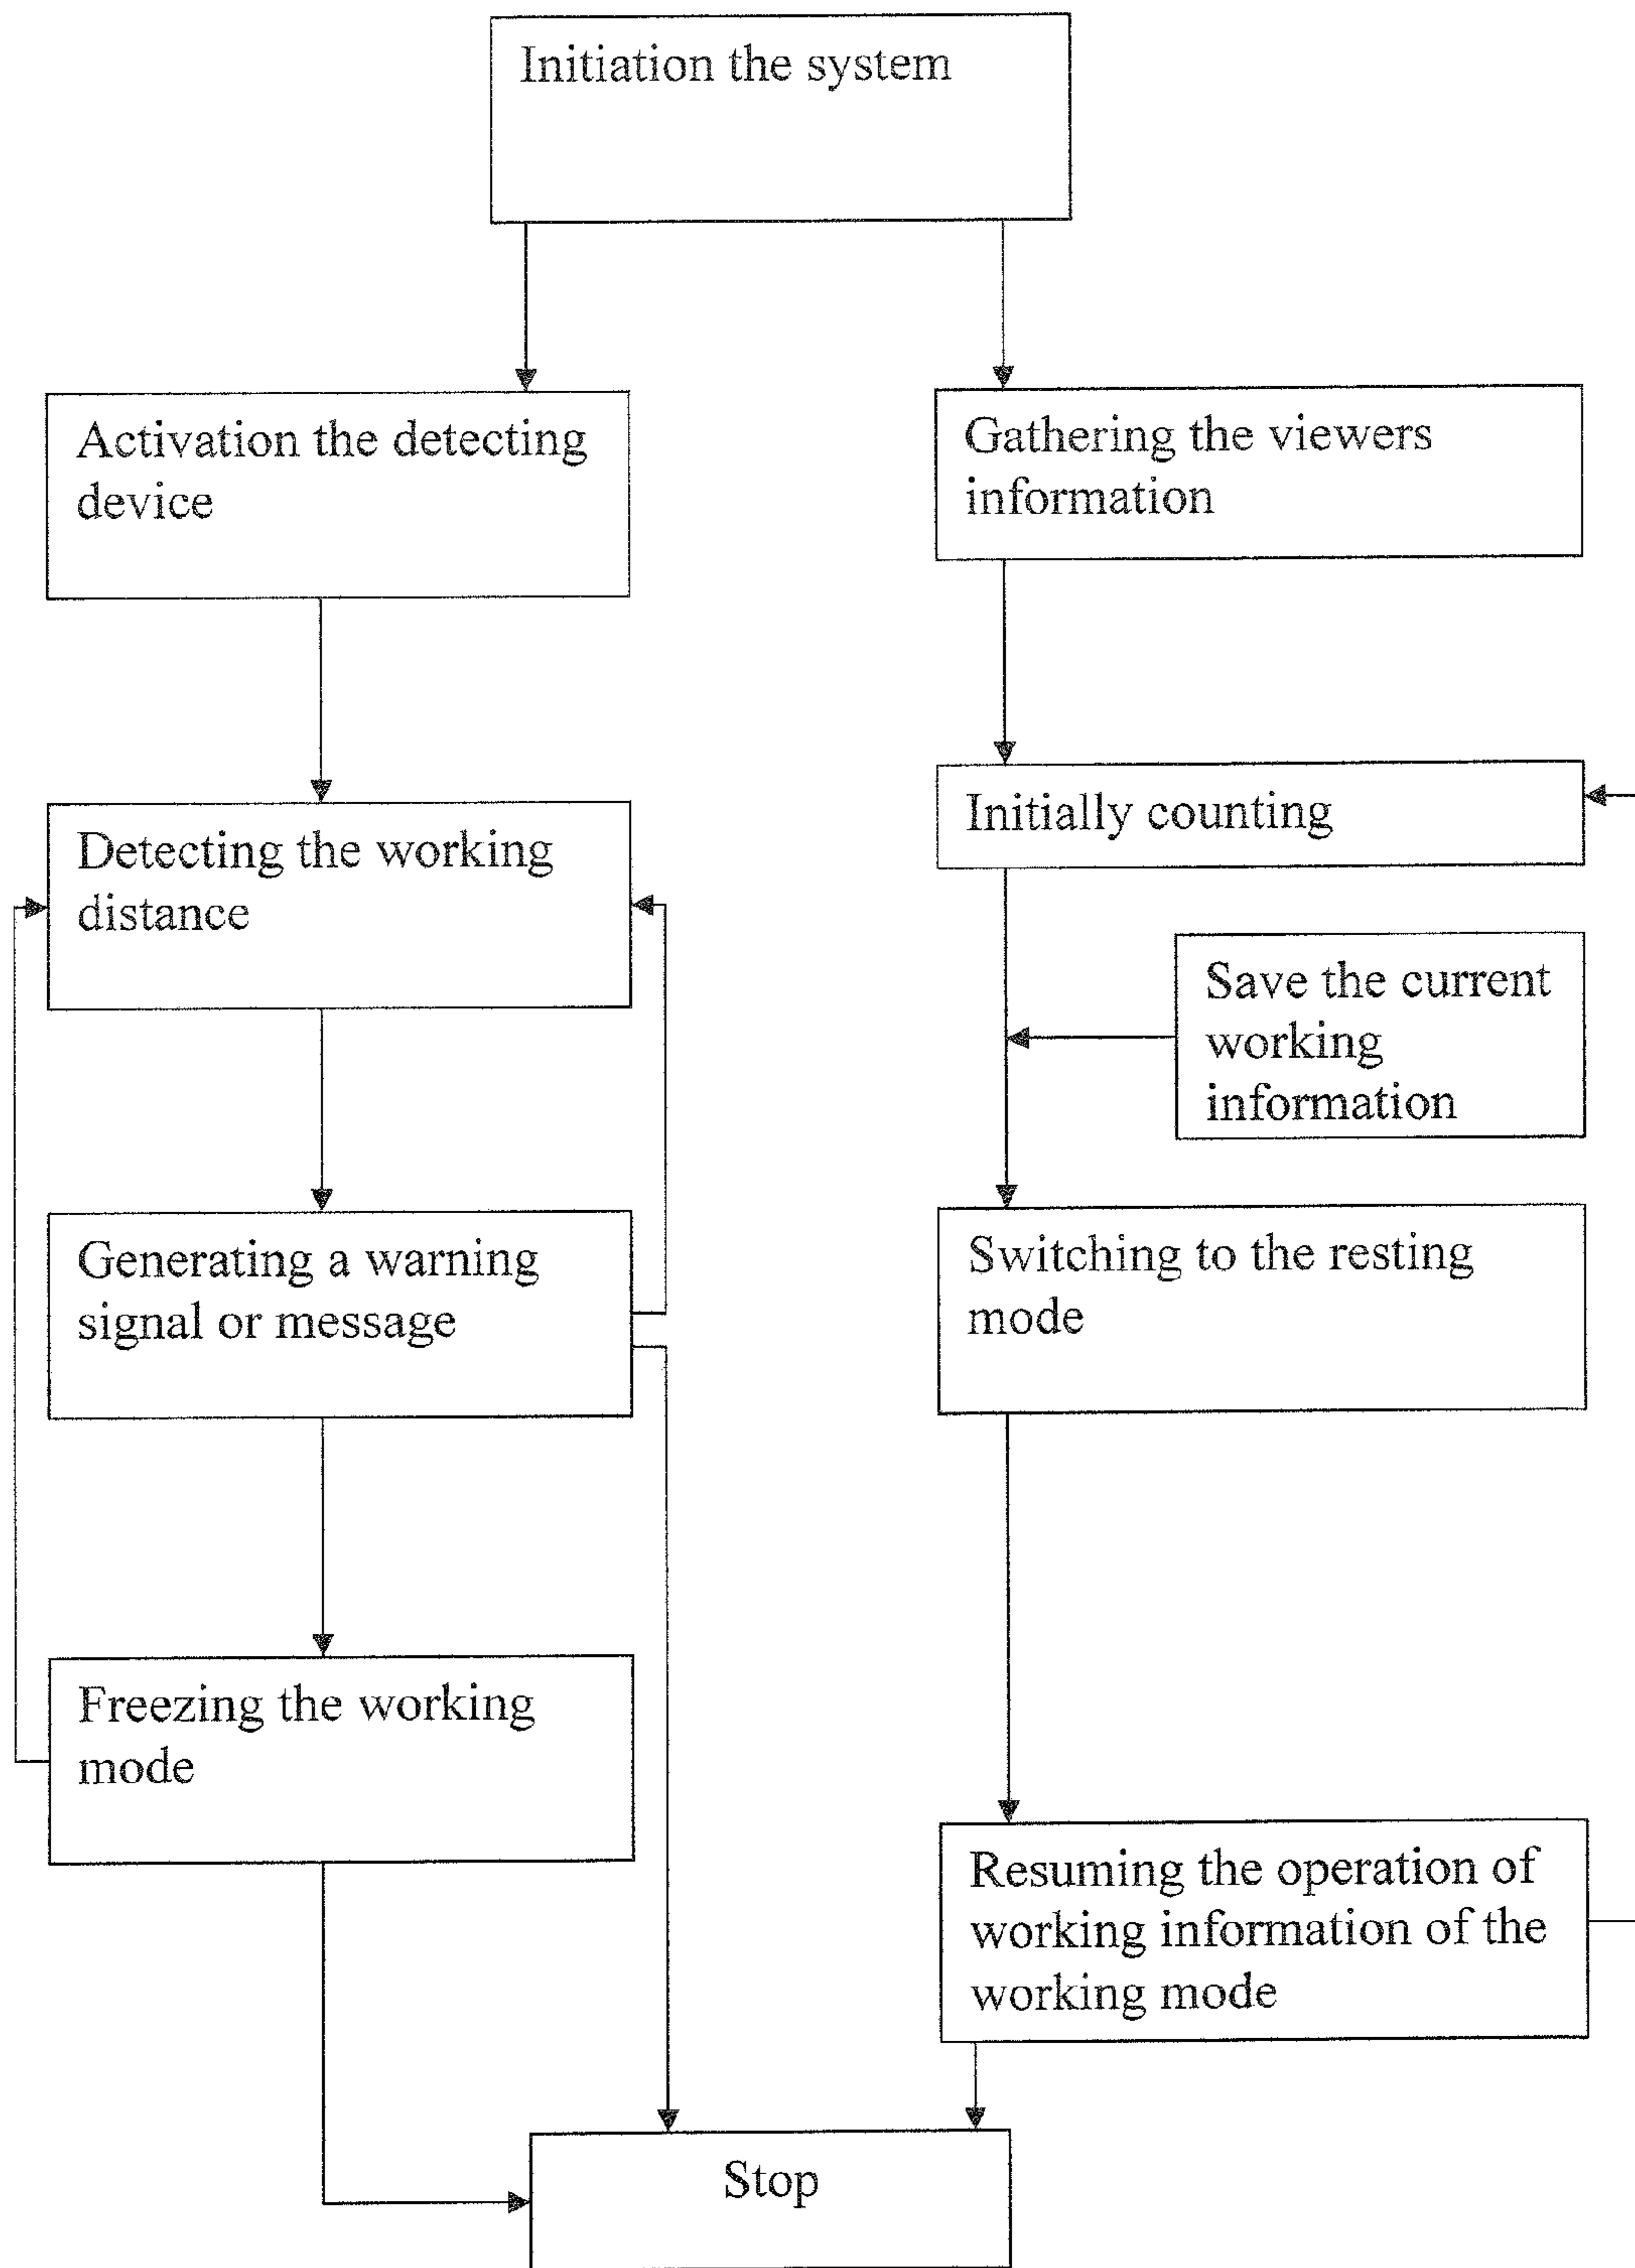 Initiation the system
Activation the detecting
device
Gathering the viewers
information
Detecting the working
distance
Initially counting
Save the current
working
information
Generating a warning
signal or message
Switching to the resting
mode
Freezing the working
mode
Resuming the operation of
working information of the
working mode
Stop